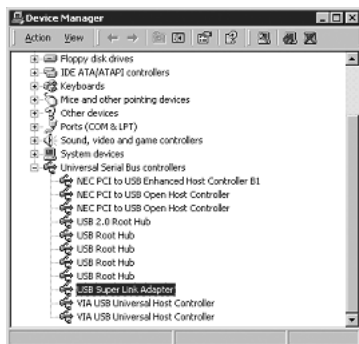 Device Manager
Action View
Floppy disk drives
IDE ATA/ATAPI controllers
Keyboards
Mice and other pointing devices
Other devices
Ports (COM & LPT)
Sound, video and game controllers
System devices
Universal Serial Bus controllers
NEC PCI to USB Enhanced Host Controller B1
NEC PCI to USB Open Host Controller
NEC PCI to USB Open Host Controller
USB 2.0 Root Hub
USB Root Hub
USB Root Hub
USB Root Hub
USB Root Hub
USB Super Link Adapter
VIA USB Universal Host Controller
VIA USB Universal Host Controller